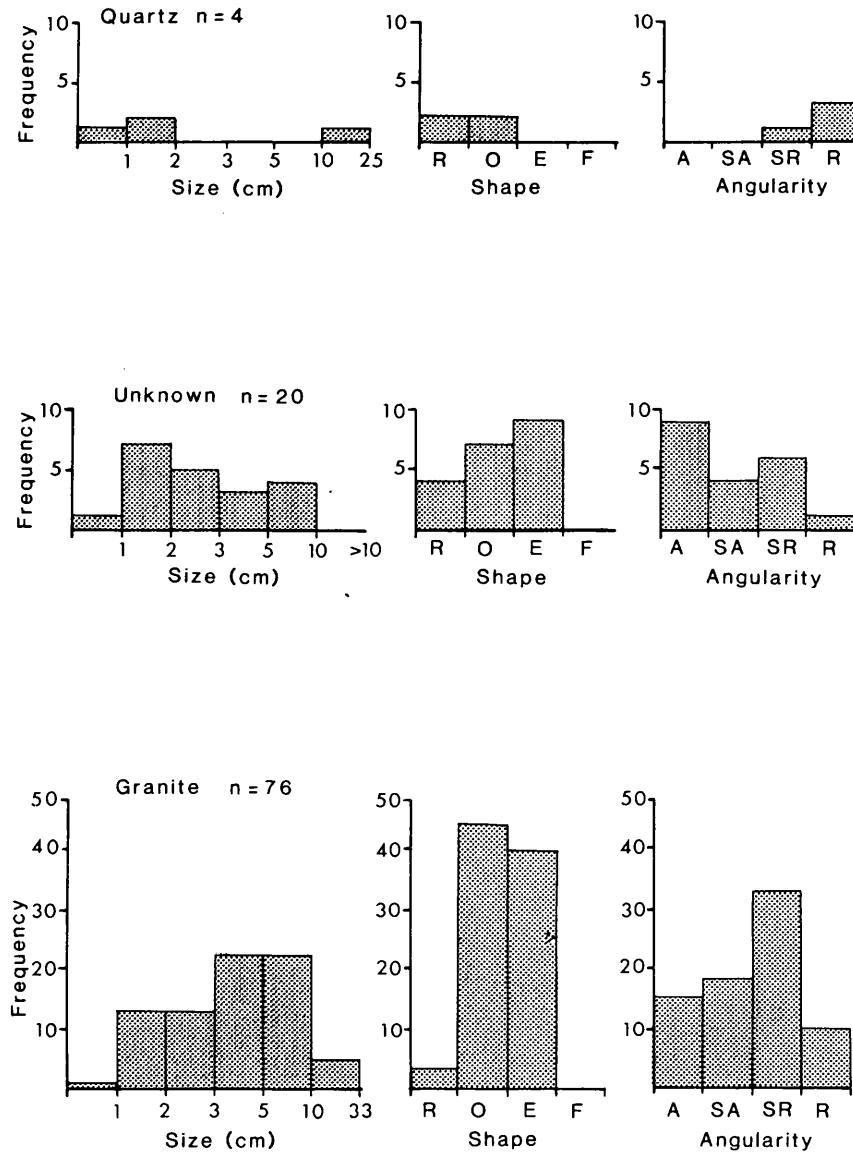 Quartz n=4
Frequency
10
5
1 2 3 5 10 25
Size (cm)
10
5
R O E F
Shape
10
5
A SA SR R
Angularity
Unknown n=20
Frequency
10
5
1 2 3 5 10 >10
Size (cm)
10
5
R O E F
Shape
10
5
A SA SR R
Angularity
Granite n=76
Frequency
50
40
30
20
10
1 2 3 5 10 33
Size (cm)
50
40
30
20
10
R O E F
Shape
50
40
30
20
10
A SA SR R
Angularity